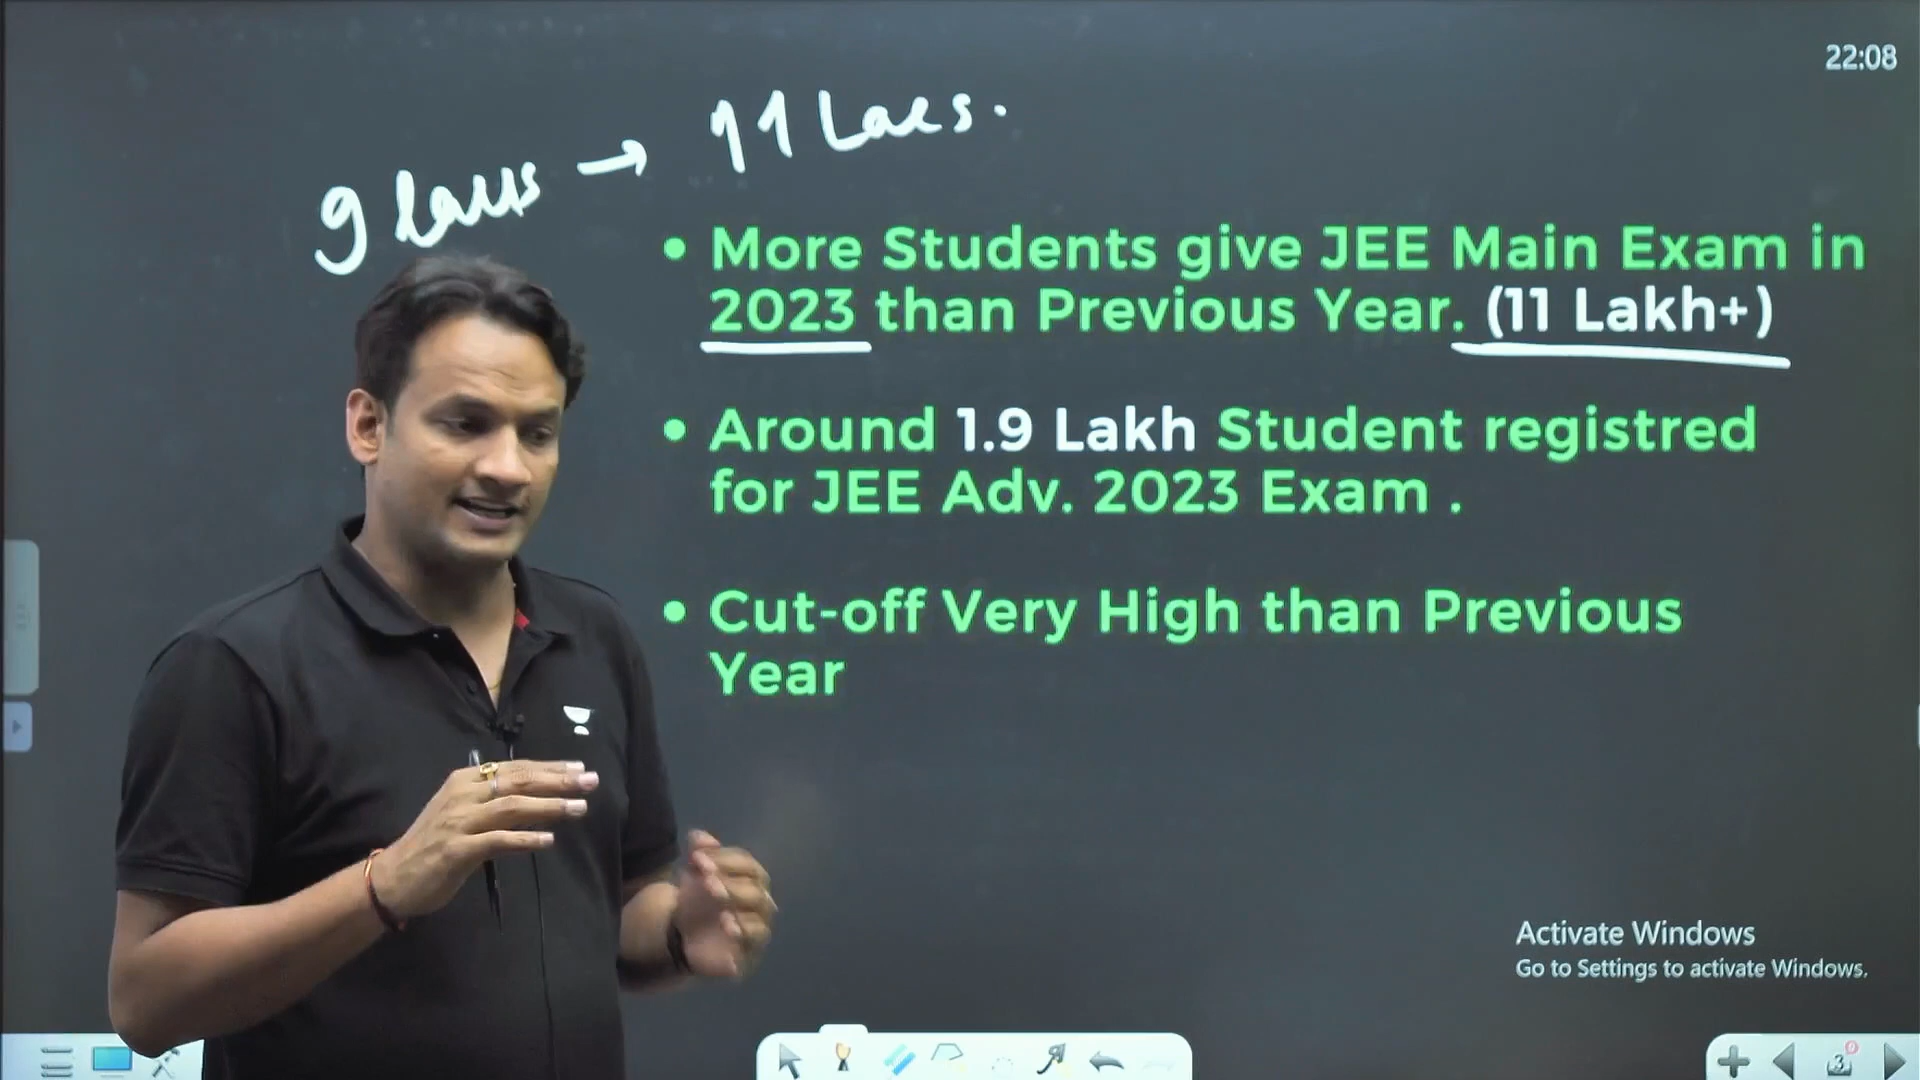 22:08
9 Lacs → 11 Lacs.
• More Students give JEE Main Exam in
2023 than Previous Year. (11 Lakh+)
• Around 1.9 Lakh Student registred
for JEE Adv. 2023 Exam .
• Cut-off Very High than Previous
Year
Activate Windows
Go to Settings to activate Windows.
3